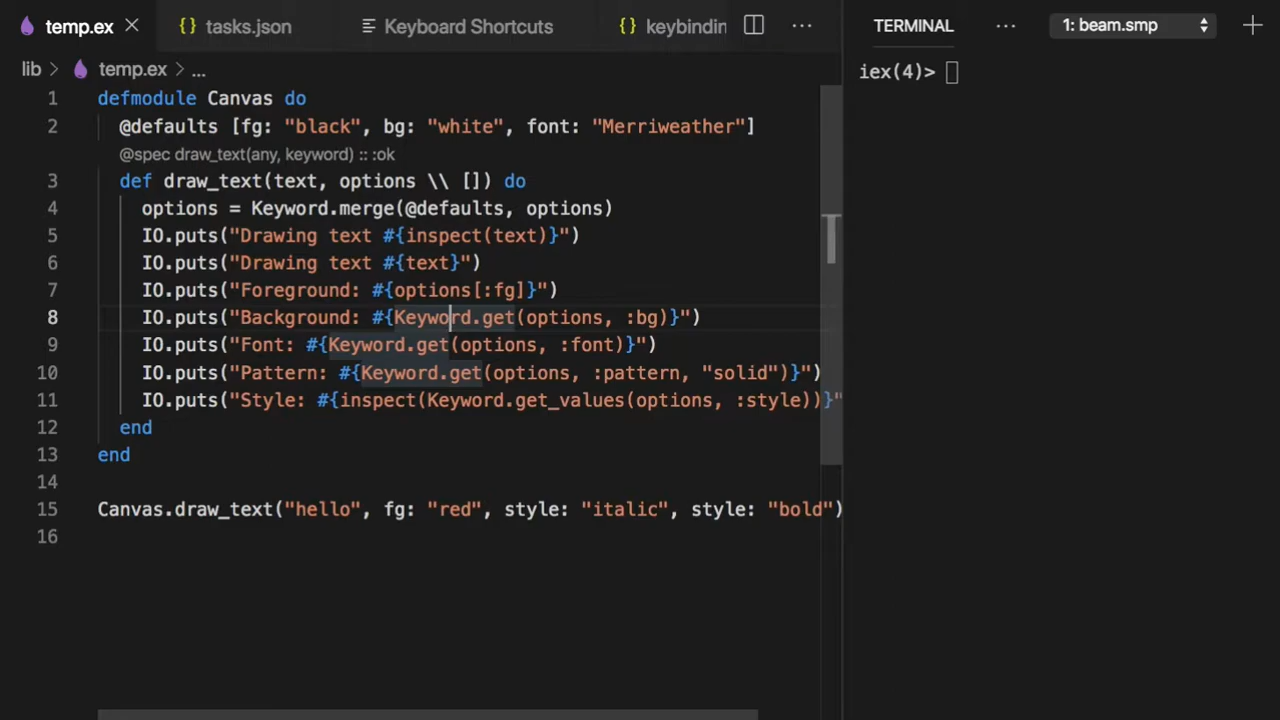 temp.ex × tasks.json Keyboard Shortcuts keybindin ... TERMINAL ... 1: beam.smp +
lib > temp.ex > ... iex(4)>
1 defmodule Canvas do
2 @defaults [fg: "black", bg: "white", font: "Merriweather"]
@spec draw_text(any, keyword) :: :ok
3 def draw_text(text, options \\ []) do
4 options = Keyword.merge(@defaults, options)
5 IO.puts("Drawing text #{inspect(text)}")
6 IO.puts("Drawing text #{text}")
7 IO.puts("Foreground: #{options[:fg]}")
8 IO.puts("Background: #{Keyword.get(options, :bg)}")
9 IO.puts("Font: #{Keyword.get(options, :font)}")
10 IO.puts("Pattern: #{Keyword.get(options, :pattern, "solid")}")
11 IO.puts("Style: #{inspect(Keyword.get_values(options, :style))}"
12 end
13 end
14
15 Canvas.draw_text("hello", fg: "red", style: "italic", style: "bold")
16